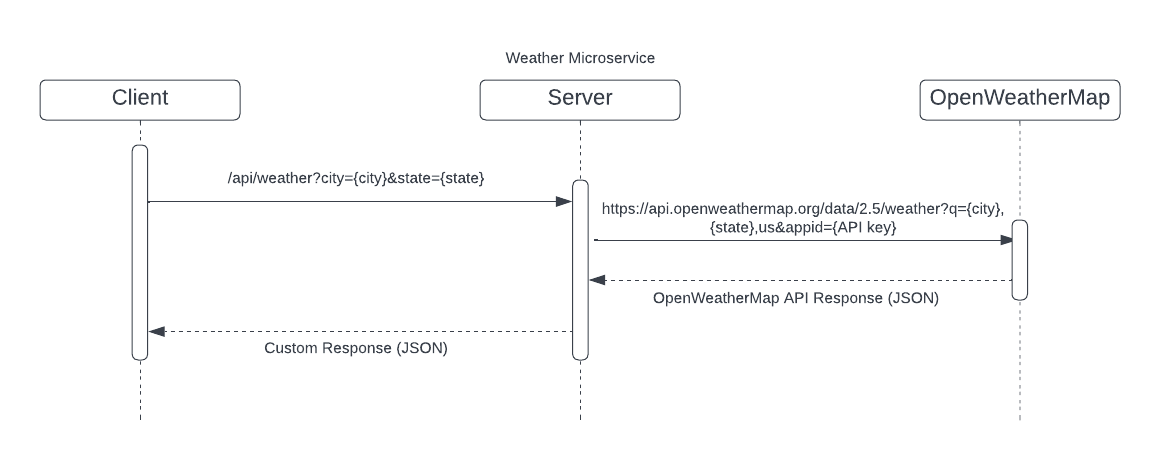 Weather Microservice
Client
Server
OpenWeatherMap
/api/weather?city={city}&state={state}
https://api.openweathermap.org/data/2.5/weather?q={city},
{state},us&appid={API key}
OpenWeatherMap API Response (JSON)
Custom Response (JSON)